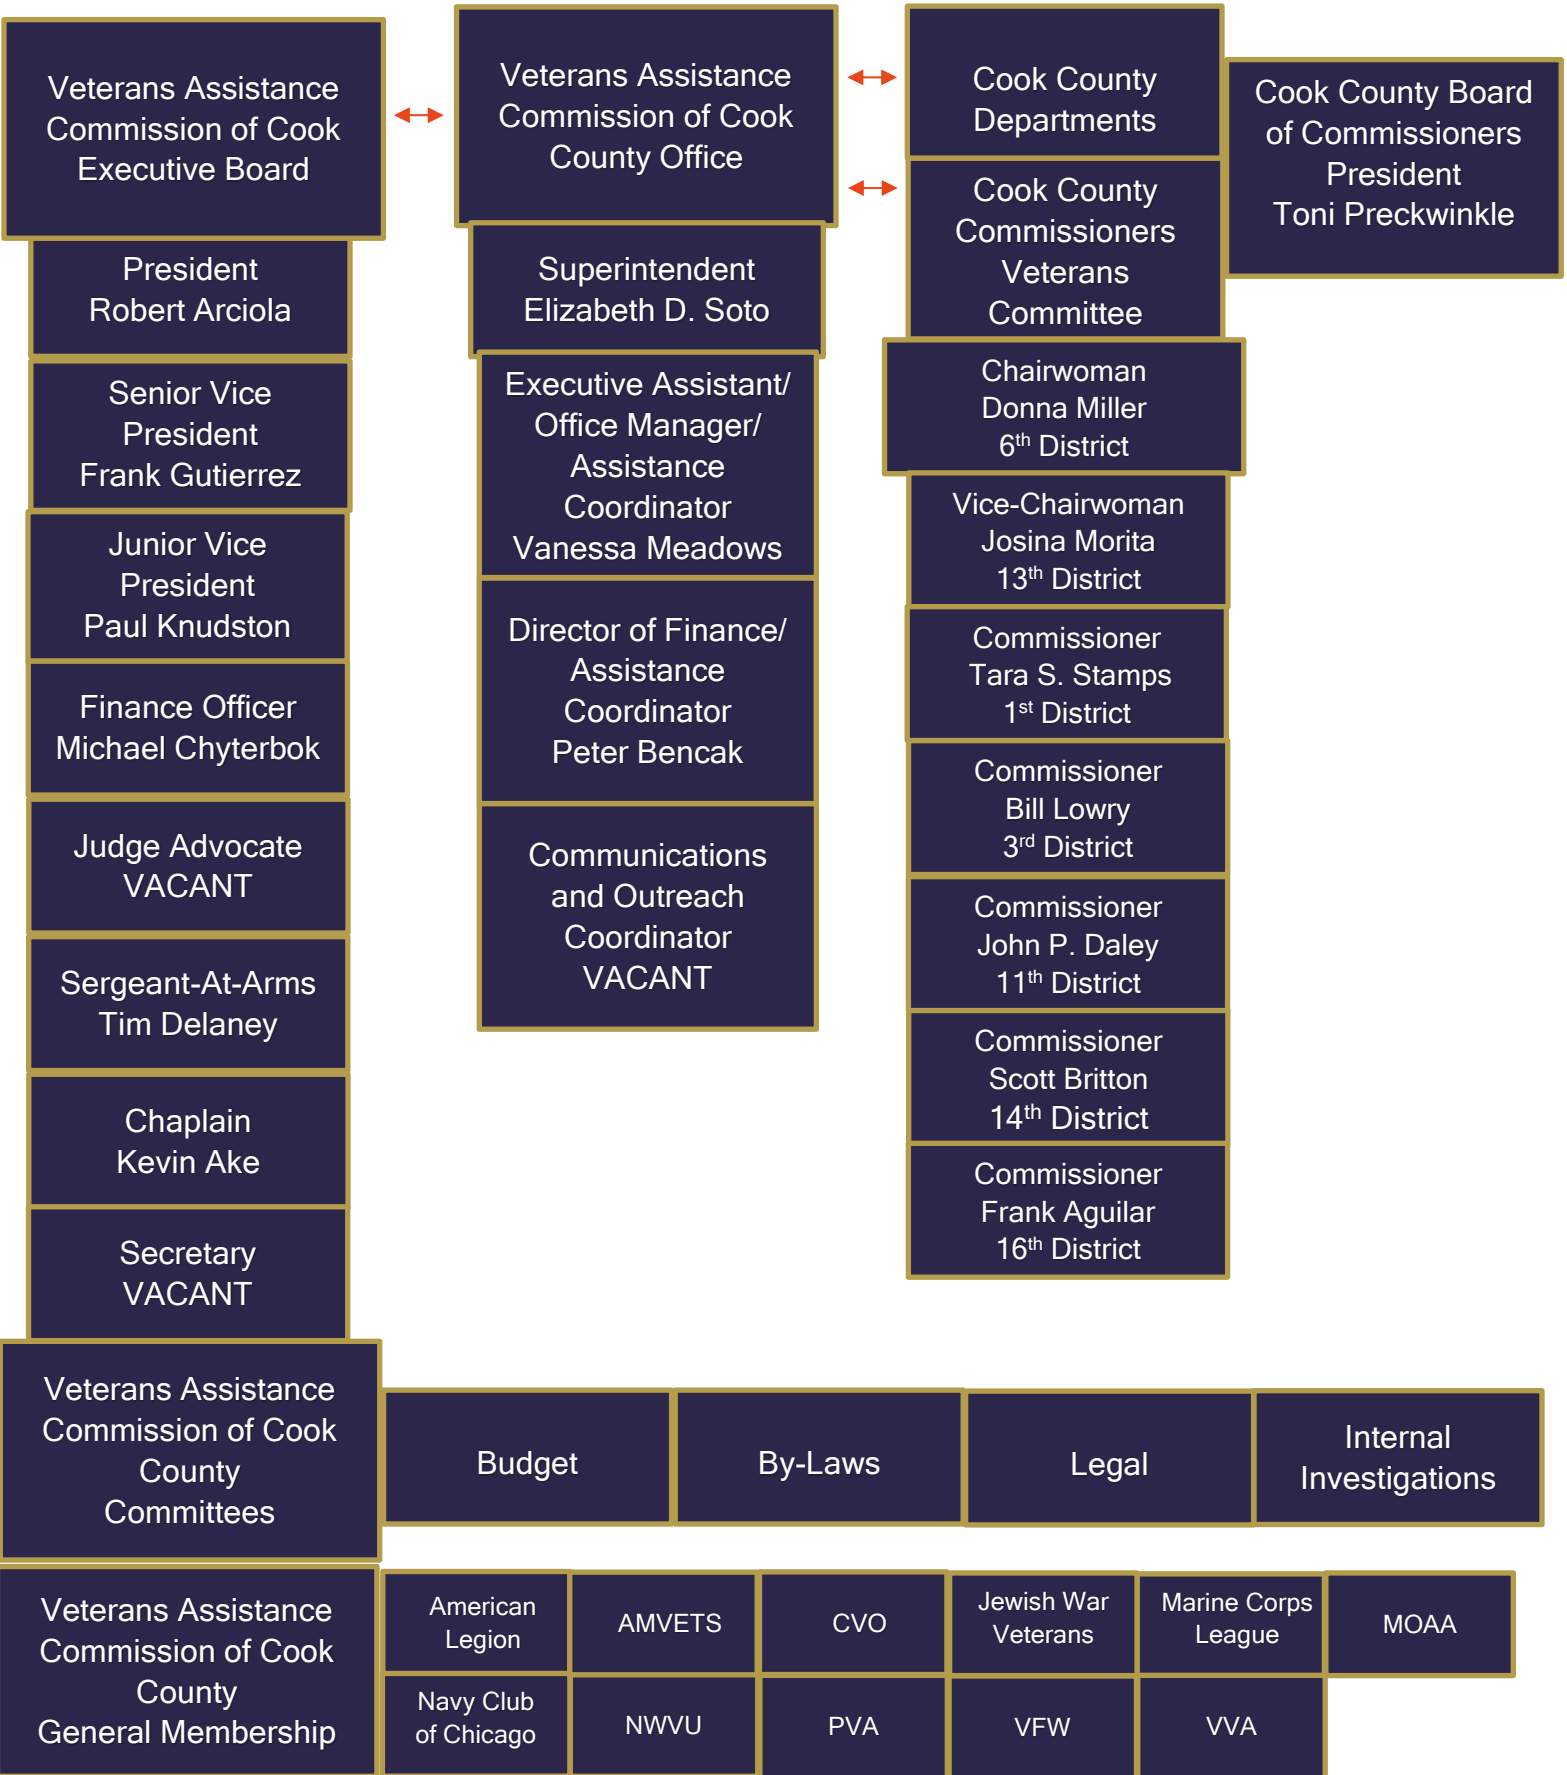 Veterans Assistance
Commission of Cook
Executive Board
President
Robert Arciola
Senior Vice
President
Frank Gutierrez
Junior Vice
President
Paul Knudston
Finance Officer
Michael Chyterbok
Judge Advocate
VACANT
Sergeant-At-Arms
Tim Delaney
Chaplain
Kevin Ake
Secretary
VACANT
Veterans Assistance
Commission of Cook
County Office
Superintendent
Elizabeth D. Soto
Executive Assistant/
Office Manager/
Assistance
Coordinator
Vanessa Meadows
Director of Finance/
Assistance
Coordinator
Peter Bencak
Communications
and Outreach
Coordinator
VACANT
Cook County
Departments
Cook County
Commissioners
Veterans
Committee
Chairwoman
Donna Miller
6th District
Vice-Chairwoman
Josina Morita
13th District
Commissioner
Tara S. Stamps
1st District
Commissioner
Bill Lowry
3rd District
Commissioner
John P. Daley
11th District
Commissioner
Scott Britton
14th District
Commissioner
Frank Aguilar
16th District
Cook County Board
of Commissioners
President
Toni Preckwinkle
Veterans Assistance
Commission of Cook
County
Committees
Budget
By-Laws
Legal
Internal
Investigations
Veterans Assistance
Commission of Cook
County
General Membership
American
Legion
AMVETS
CVO
Jewish War
Veterans
Marine Corps
League
MOAA
Navy Club
of Chicago
NWVU
PVA
VFW
VVA